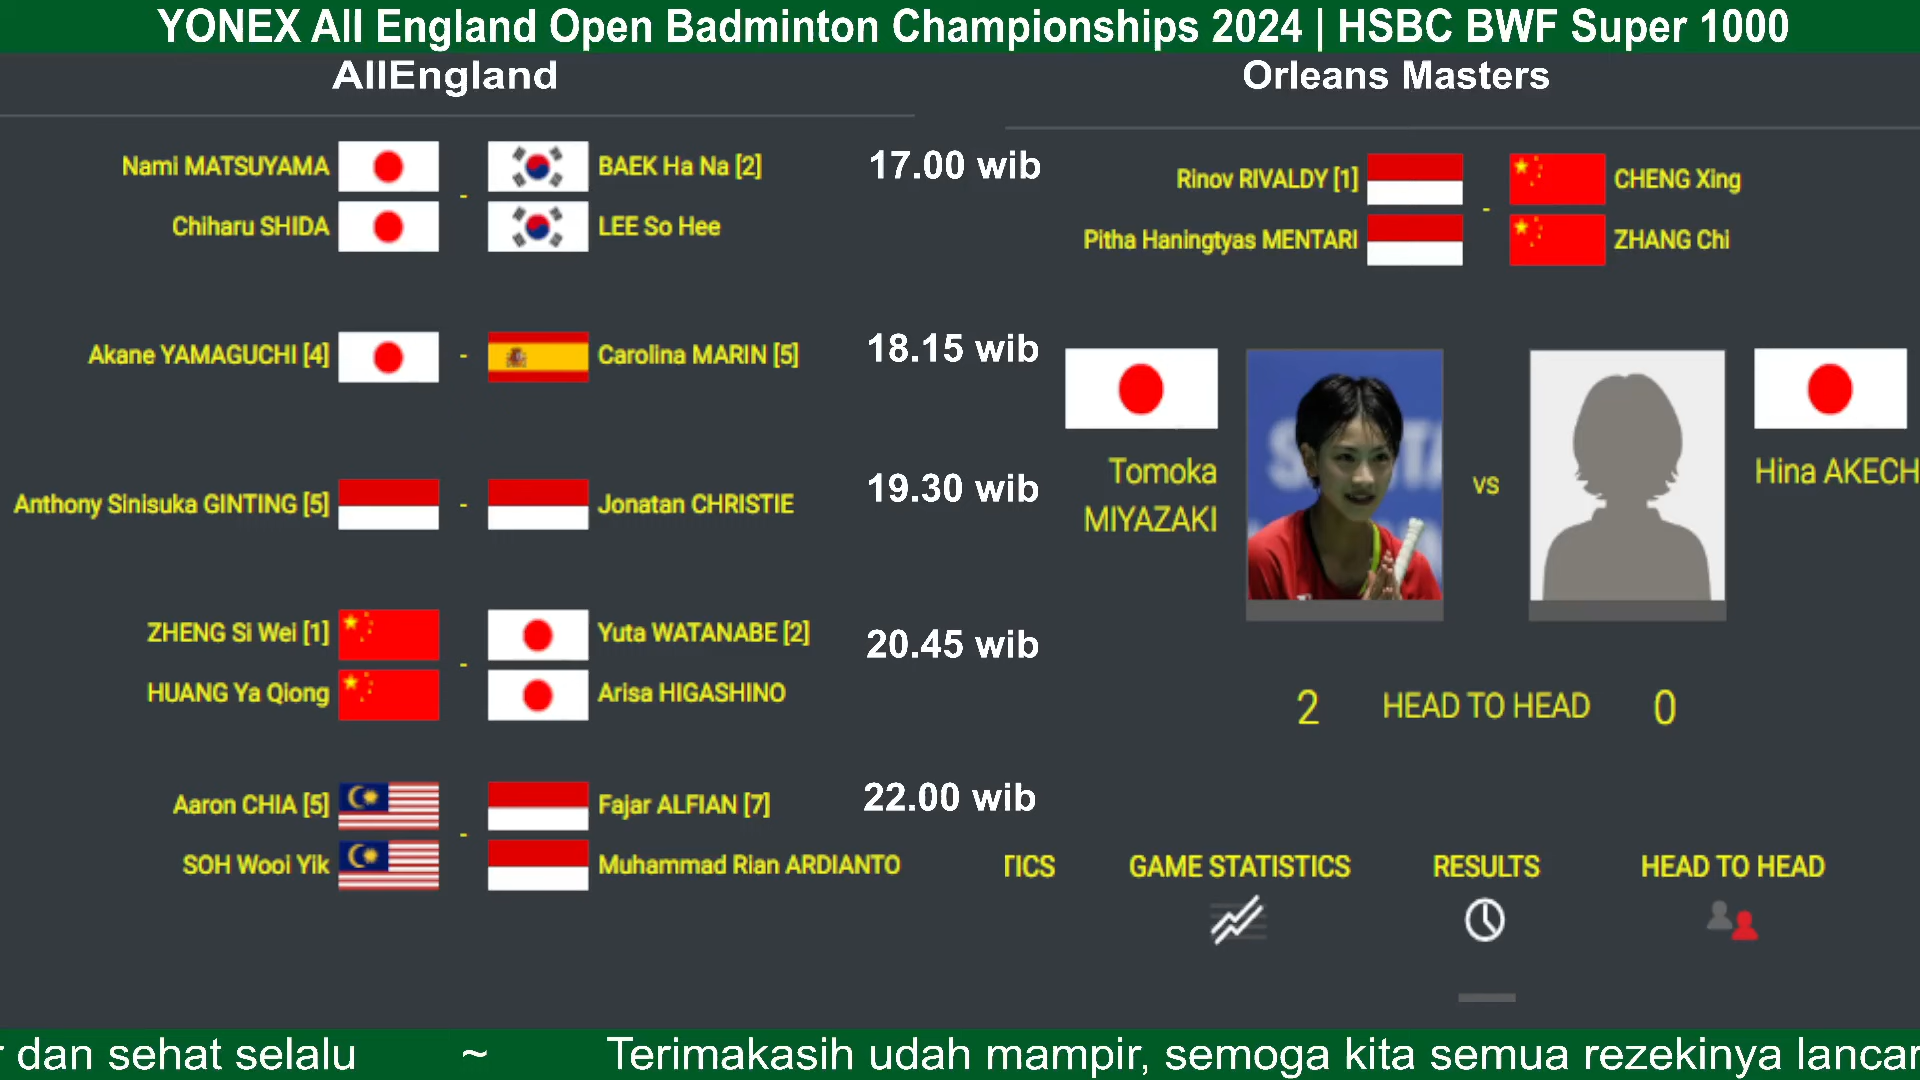 YONEX All England Open Badminton Championships 2024 | HSBC BWF Super 1000
AllEngland
Nami MATSUYAMA - BAEK Ha Na [2]
Chiharu SHIDA LEE So Hee
17.00 wib
Akane YAMAGUCHI [4] - Carolina MARIN [5]
18.15 wib
Anthony Sinisuka GINTING [5] - Jonatan CHRISTIE
19.30 wib
ZHENG Si Wei [1] - Yuta WATANABE [2]
HUANG Ya Qiong Arisa HIGASHINO
20.45 wib
Aaron CHIA [5] - Fajar ALFIAN [7]
SOH Wooi Yik Muhammad Rian ARDIANTO
22.00 wib
Orleans Masters
Rinov RIVALDY [1] - CHENG Xing
Pitha Haningtyas MENTARI ZHANG Chi
Tomoka
MIYAZAKI
vs
Hina AKECH
2 HEAD TO HEAD 0
TICS GAME STATISTICS RESULTS HEAD TO HEAD
dan sehat selalu ~ Terimakasih udah mampir, semoga kita semua rezekinya lancar